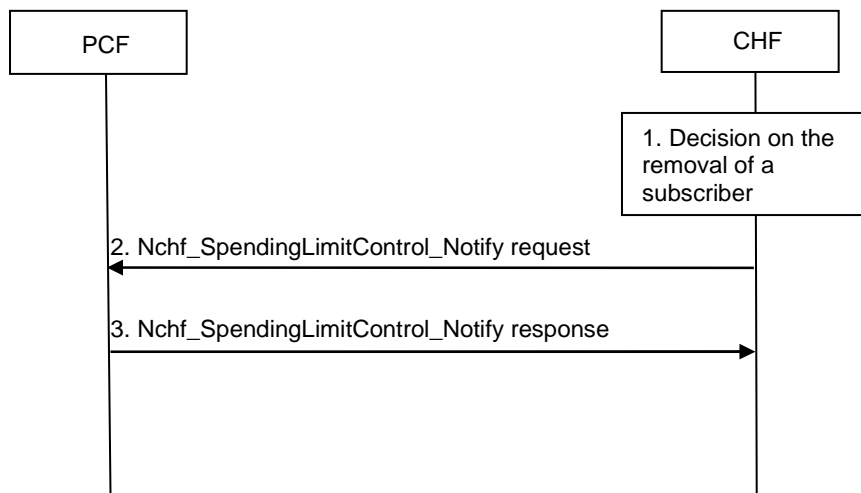 PCF
CHF
1. Decision on the
removal of a
subscriber
2. Nchf_SpendingLimitControl_Notify request
3. Nchf_SpendingLimitControl_Notify response